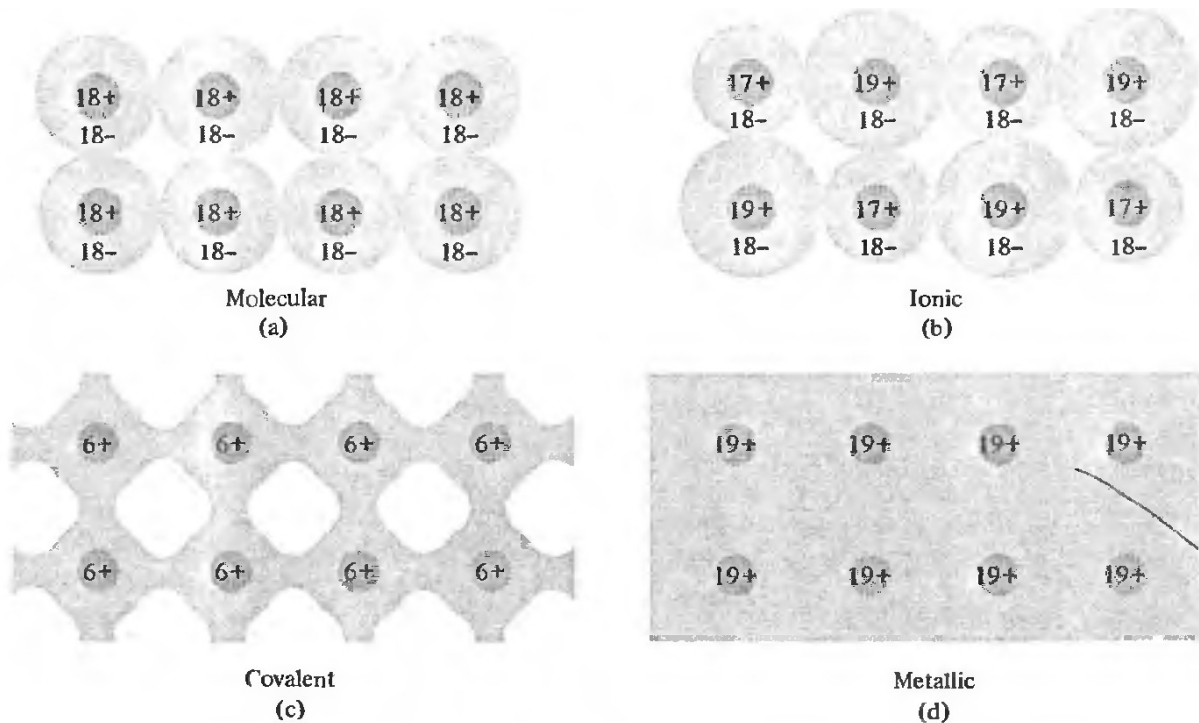 18+ 18+ 18+ 18+
18− 18− 18− 18−
18+ 18+ 18+ 18+
18− 18− 18− 18−
Molecular
(a)
17+ 19+ 17+ 19+
18− 18− 18− 18−
19+ 17+ 19+ 17+
18− 18− 18− 18−
Ionic
(b)
6+ 6+ 6+ 6+
6+ 6+ 6+ 6+
Covalent
(c)
19+ 19+ 19+ 19+
19+ 19+ 19+ 19+
Metallic
(d)